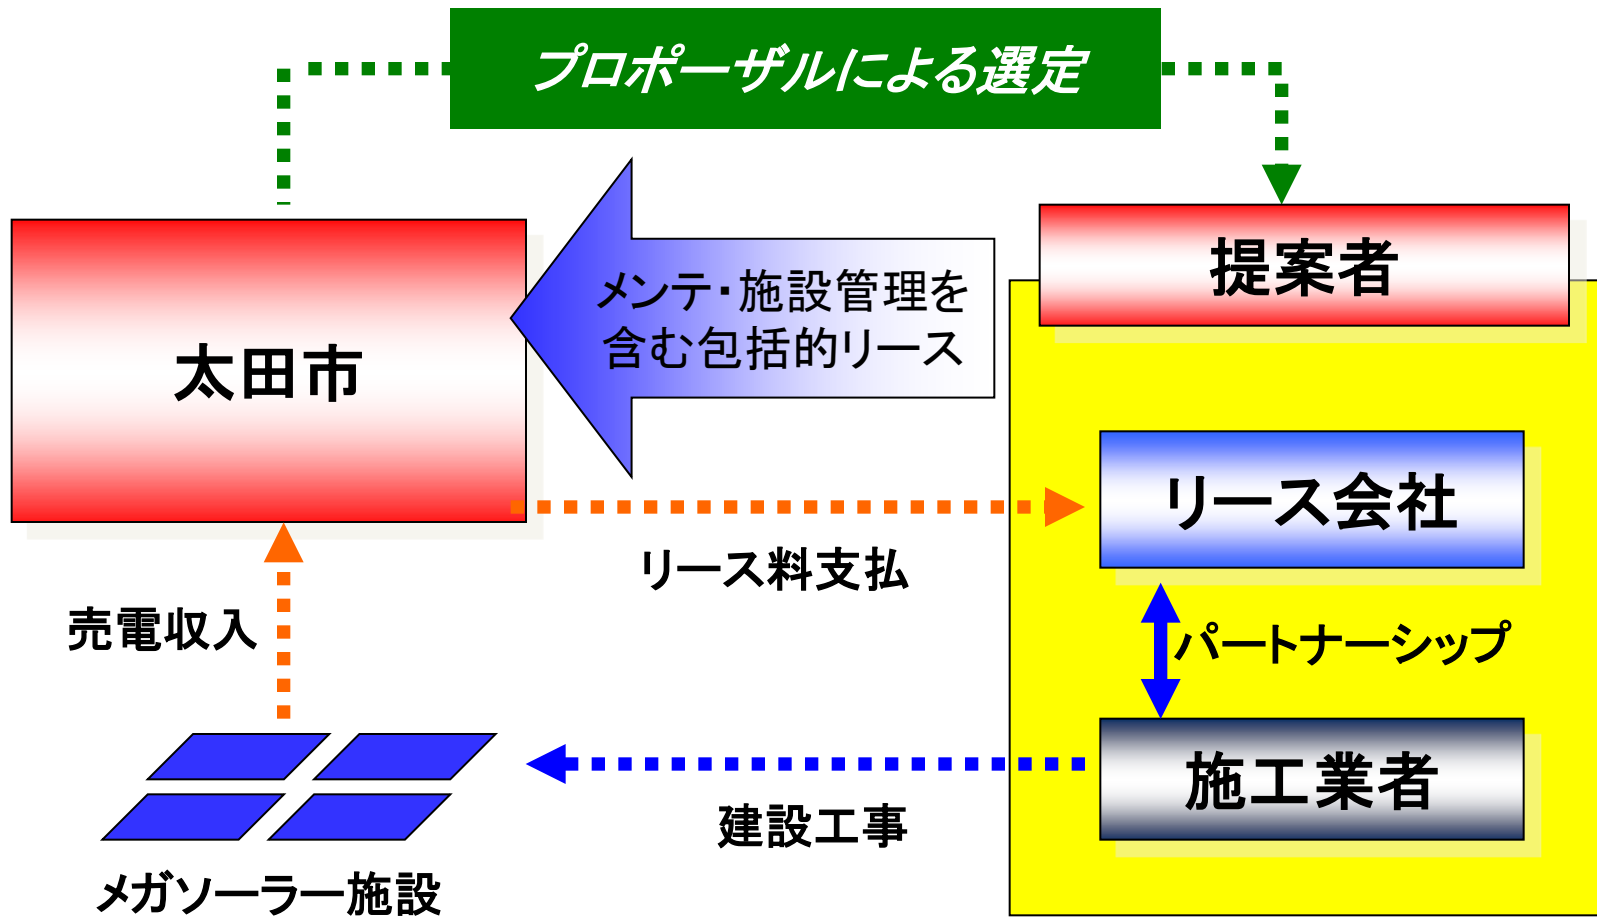 プロポーザルによる選定
提案者
メンテ・施設管理を
含む包括的リース
太田市
リース会社
リース料支払
売電収入
パートナーシップ
施工業者
建設工事
メガソーラー施設